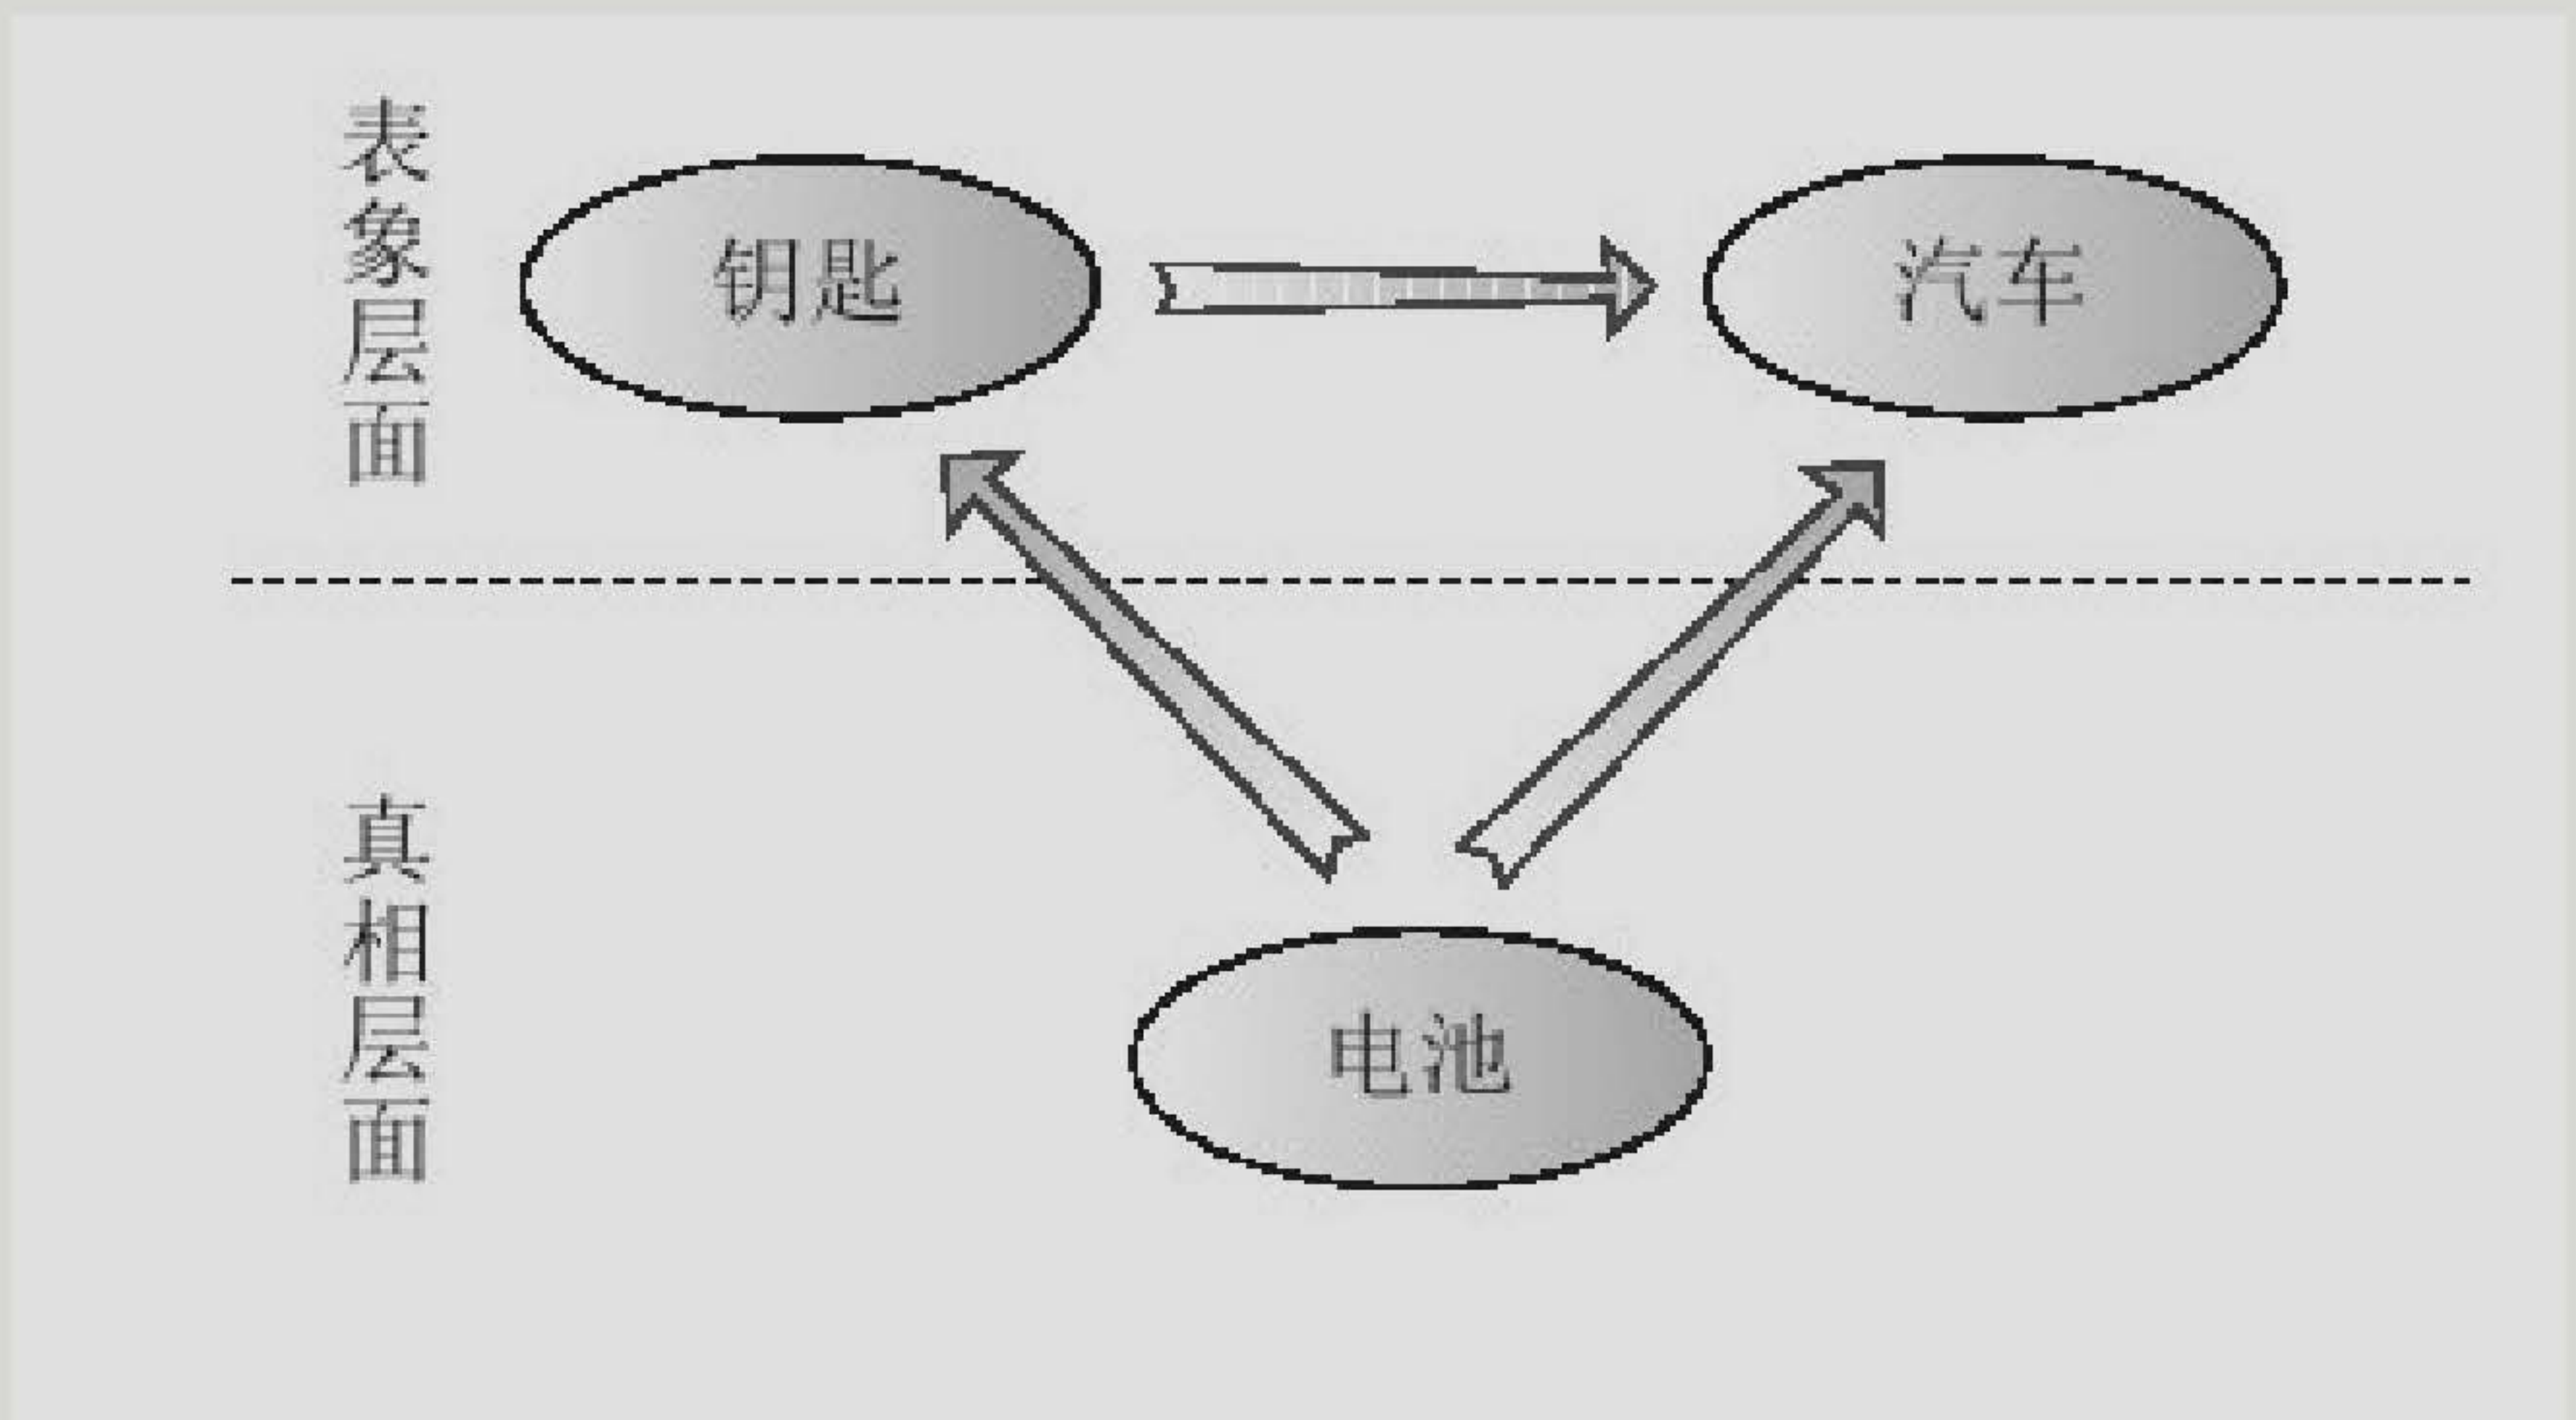 表象层面
钥匙
汽车
真相层面
电池